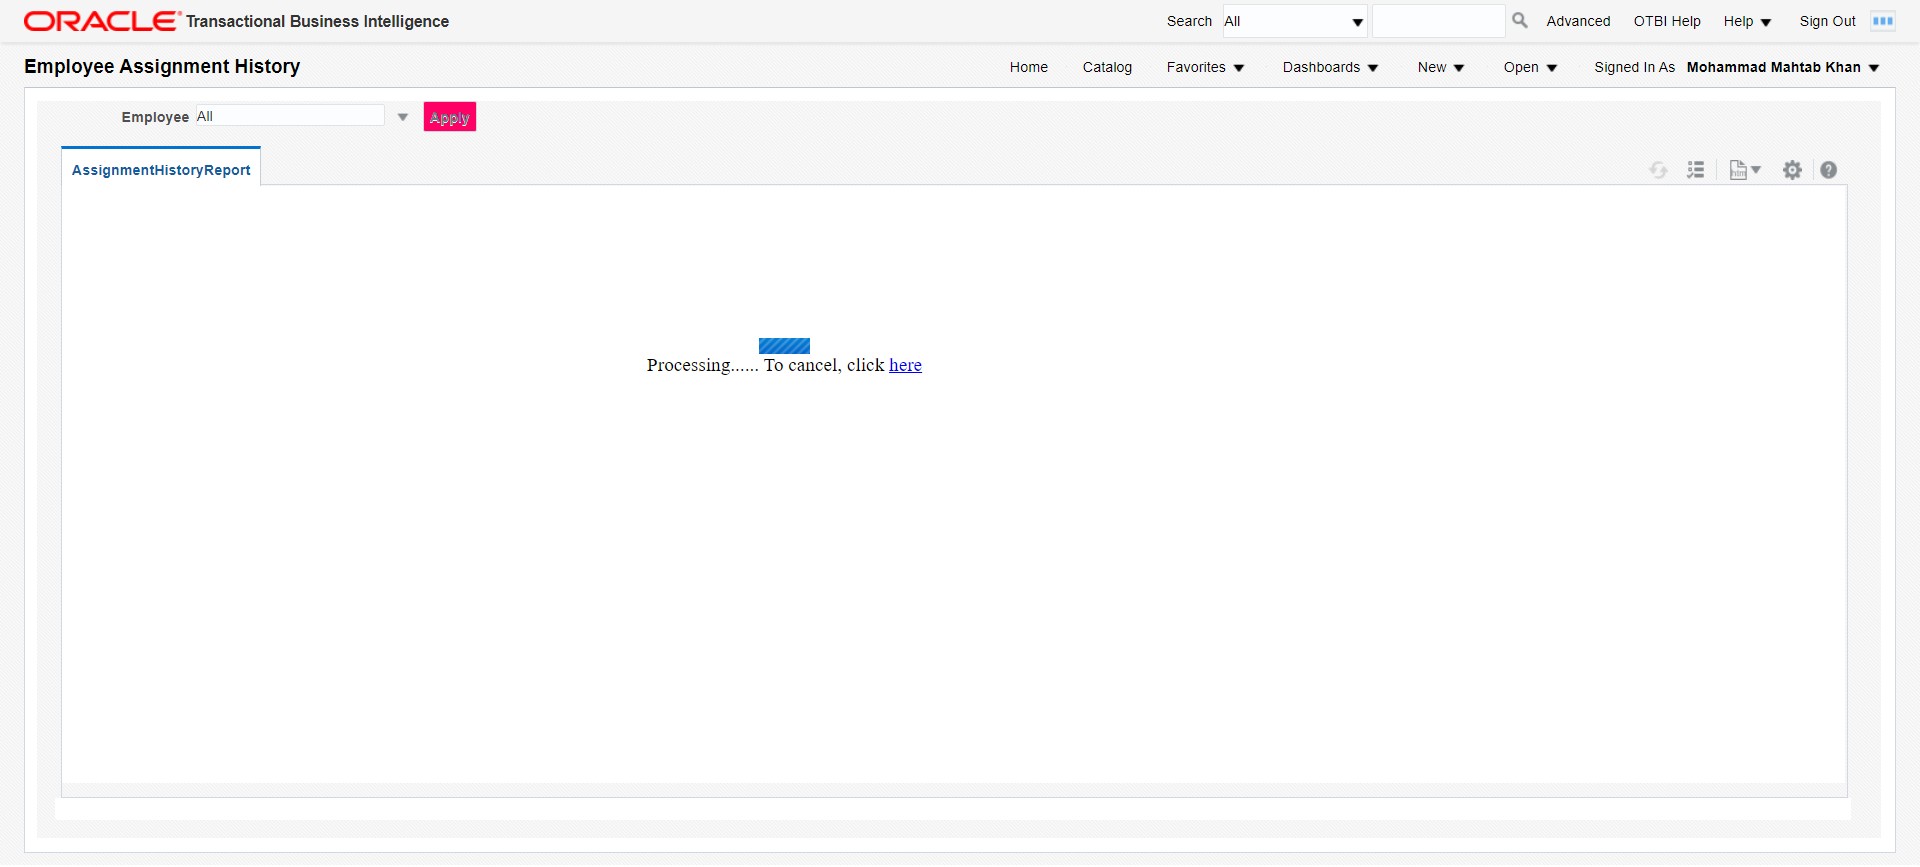 ORACLE Transactional Business Intelligence
Search All Advanced OTBI Help Help Sign Out
Employee Assignment History
Home Catalog Favorites Dashboards New Open Signed In As Mohammad Mahtab Khan
Employee All Apply
AssignmentHistoryReport
Processing...... To cancel, click here